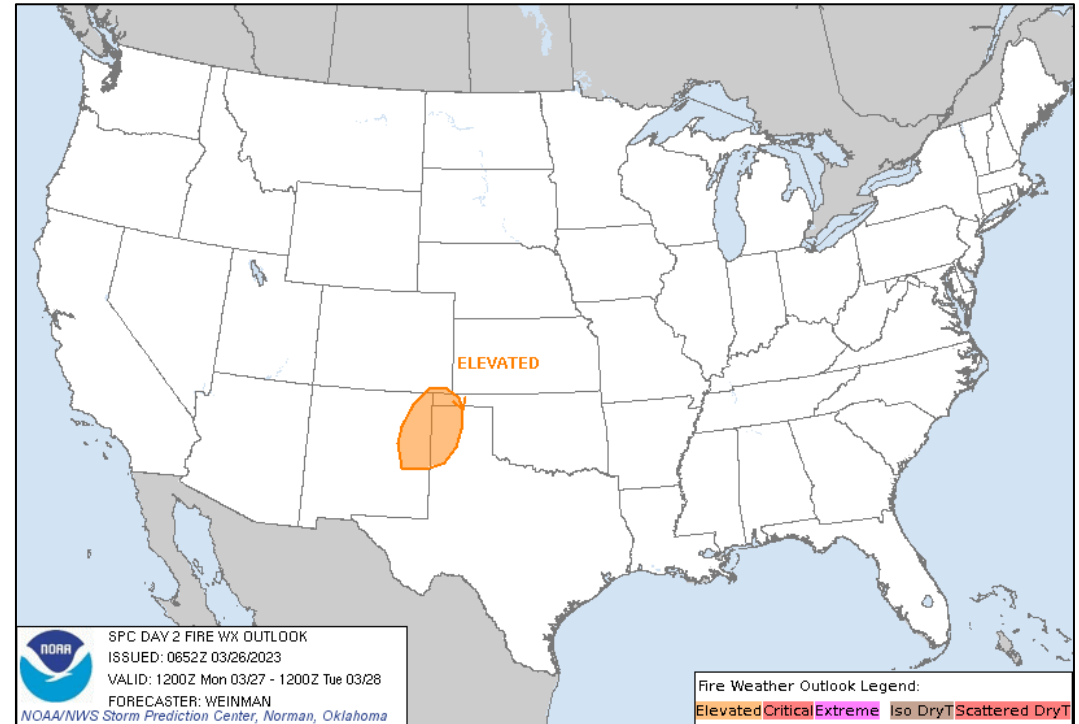 ELEVATED
NOAA
SPC DAY 2 FIRE WX OUTLOOK
ISSUED: 0652Z 03/26/2023
VALID: 1200Z Mon 03/27 - 1200Z Tue 03/28
FORECASTER: WEINMAN
NOAA/NWS Storm Prediction Center, Norman, Oklahoma
Fire Weather Outlook Legend:
Elevated Critical Extreme Iso DryT Scattered DryT